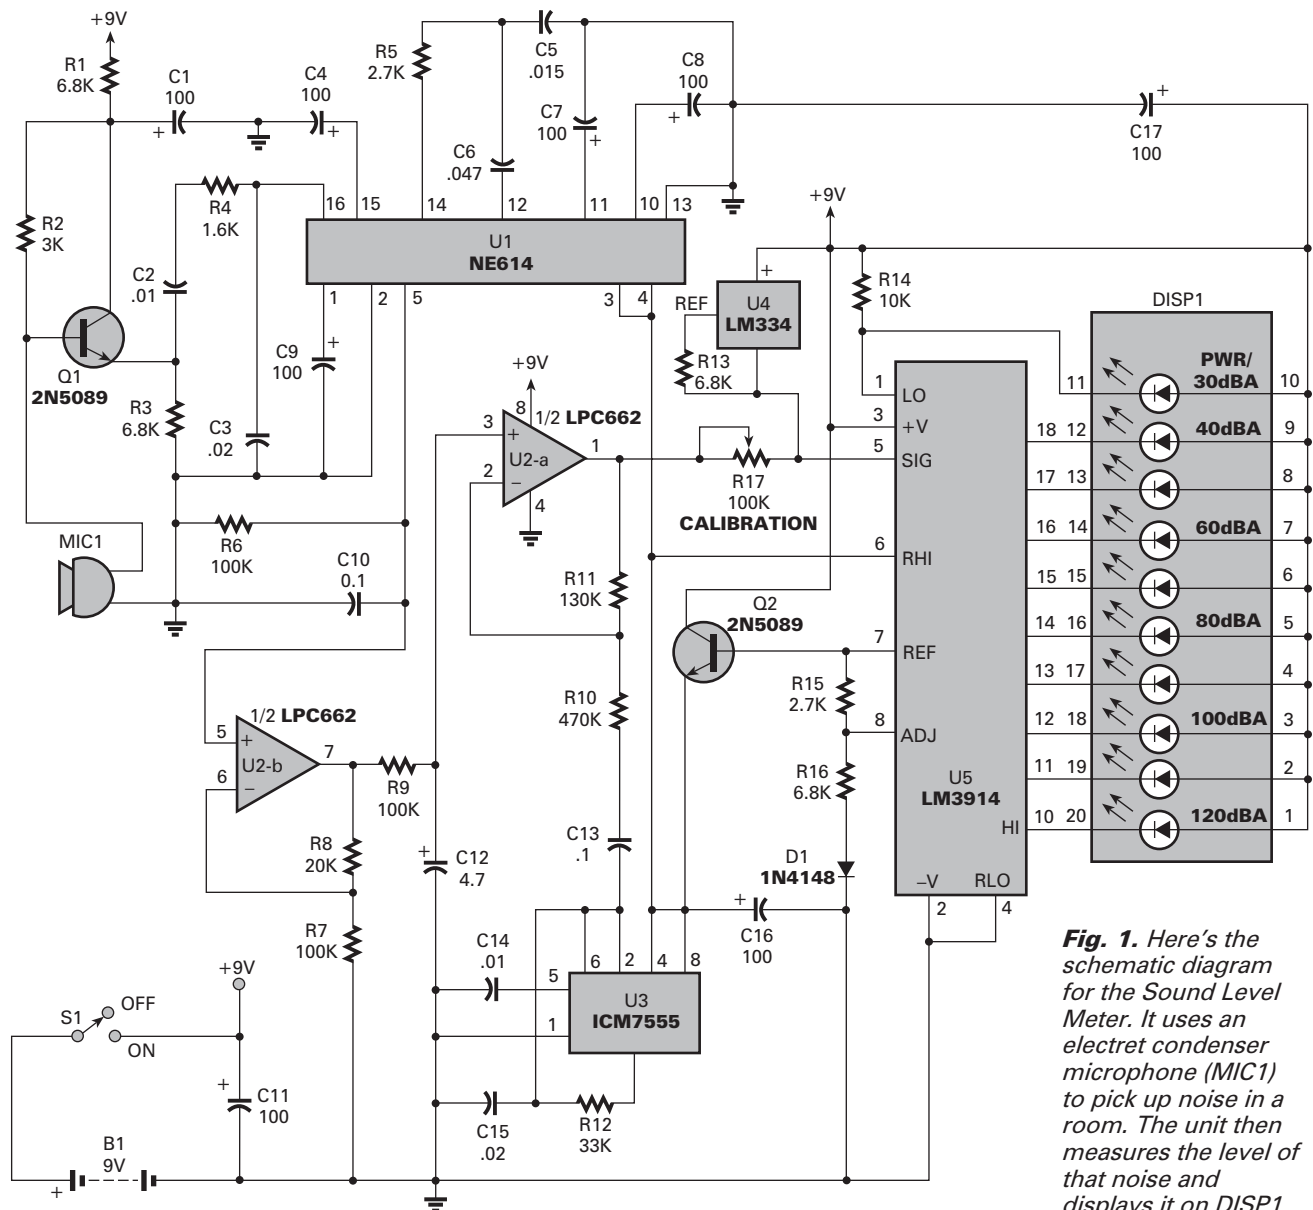 +9V
R1
6.8K
C1
100
+
C4
100
+
R5
2.7K
C5
.015
C8
100
+
C7
100
+
C6
.047
C17
100
+
R2
3K
R4
1.6K
C2
.01
16 15 14 12 11 10 13
U1
NE614
1 2 5 3 4
+9V
Q1
2N5089
R3
6.8K
C3
.02
C9
100
+
REF
+
U4
LM334
R13
6.8K
R14
10K
DISP1
+9V
8
1/2 LPC662
3
+
U2-a
2
−
1
4
R17
100K
CALIBRATION
MIC1
R6
100K
C10
0.1
R11
130K
R10
470K
Q2
2N5089
R15
2.7K
R16
6.8K
1 LO
3 +V
5 SIG
6 RHI
7 REF
8 ADJ
U5
LM3914
HI
−V
RLO
2
4
11 PWR/
30dBA 10
18 12 40dBA 9
17 13 8
16 14 60dBA 7
15 15 6
14 16 80dBA 5
13 17 4
12 18 100dBA 3
11 19 2
10 20 120dBA 1
1/2 LPC662
5
+
U2-b
6
−
7
R9
100K
R8
20K
R7
100K
+
C12
4.7
C13
.1
D1
1N4148
+
C16
100
C14
.01
5
1
6 2 4 8
U3
ICM7555
C15
.02
R12
33K
+9V
S1
OFF
ON
+
C11
100
B1
9V
+
Fig. 1. Here's the
schematic diagram
for the Sound Level
Meter. It uses an
electret condenser
microphone (MIC1)
to pick up noise in a
room. The unit then
measures the level of
that noise and
displays it on DISP1